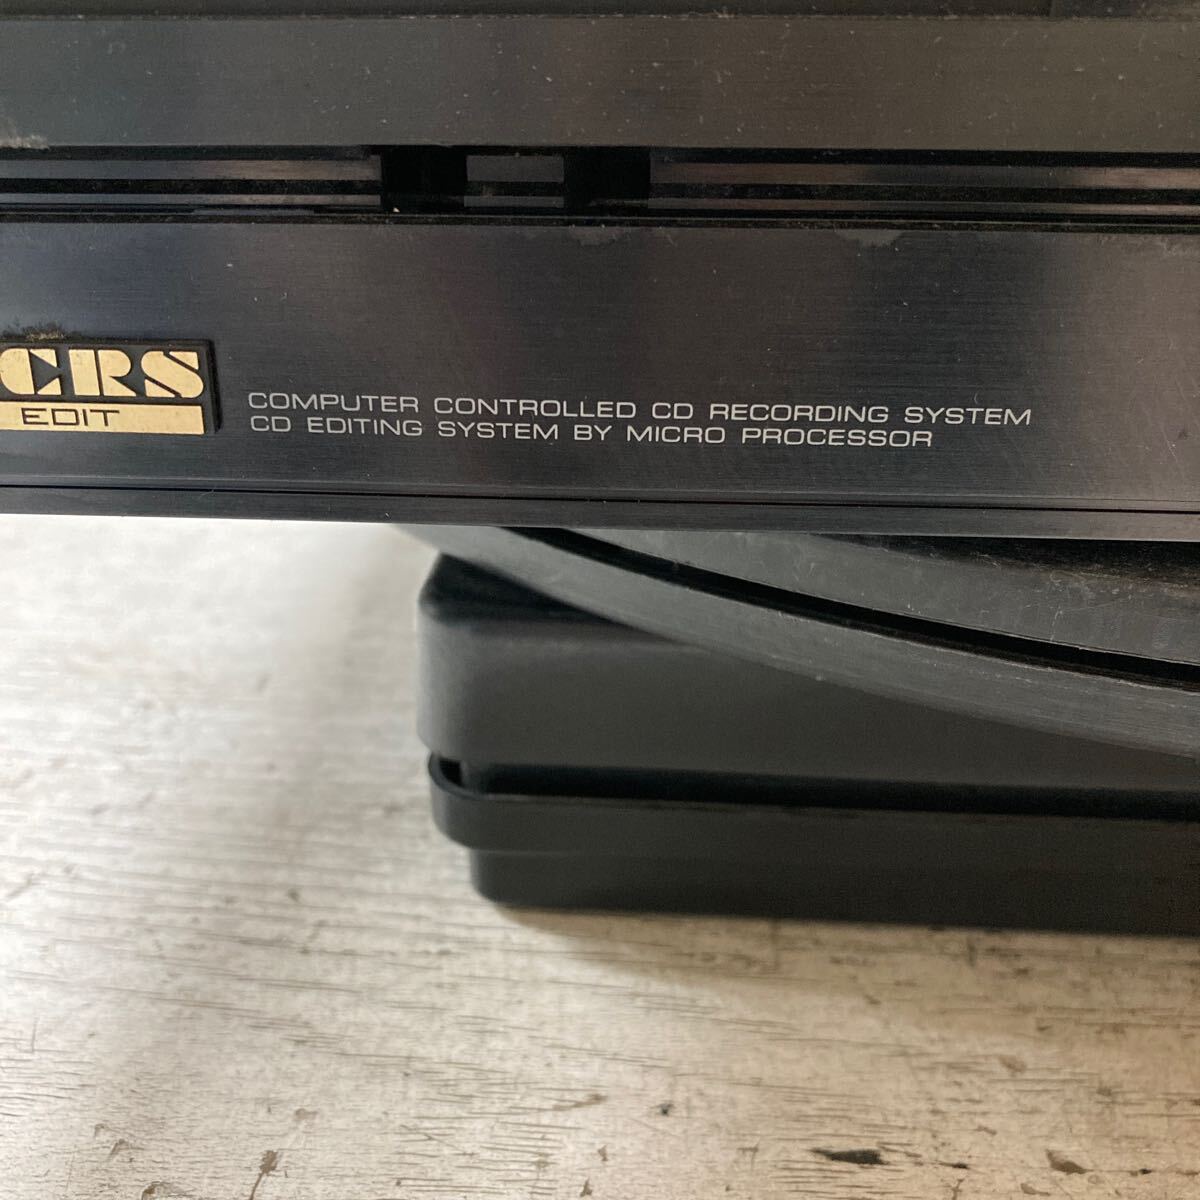 CRS
EDIT
COMPUTER CONTROLLED CD RECORDING SYSTEM
CD EDITING SYSTEM BY MICRO PROCESSOR